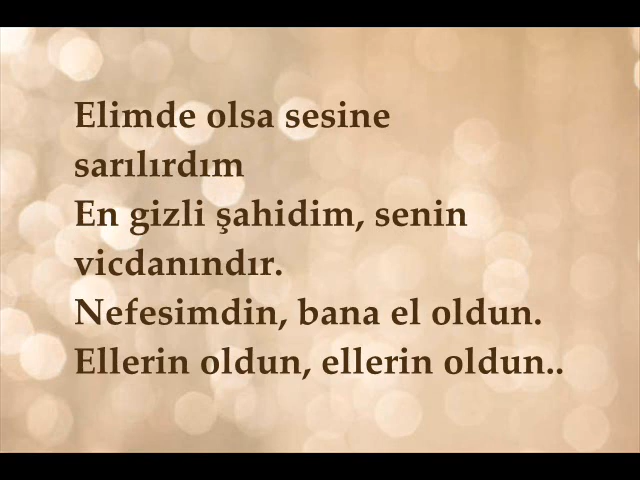 Elimde olsa sesine
sarılırdım
En gizli şahidim, senin
vicdanındır.
Nefesimdin, bana el oldun.
Ellerin oldun, ellerin oldun..